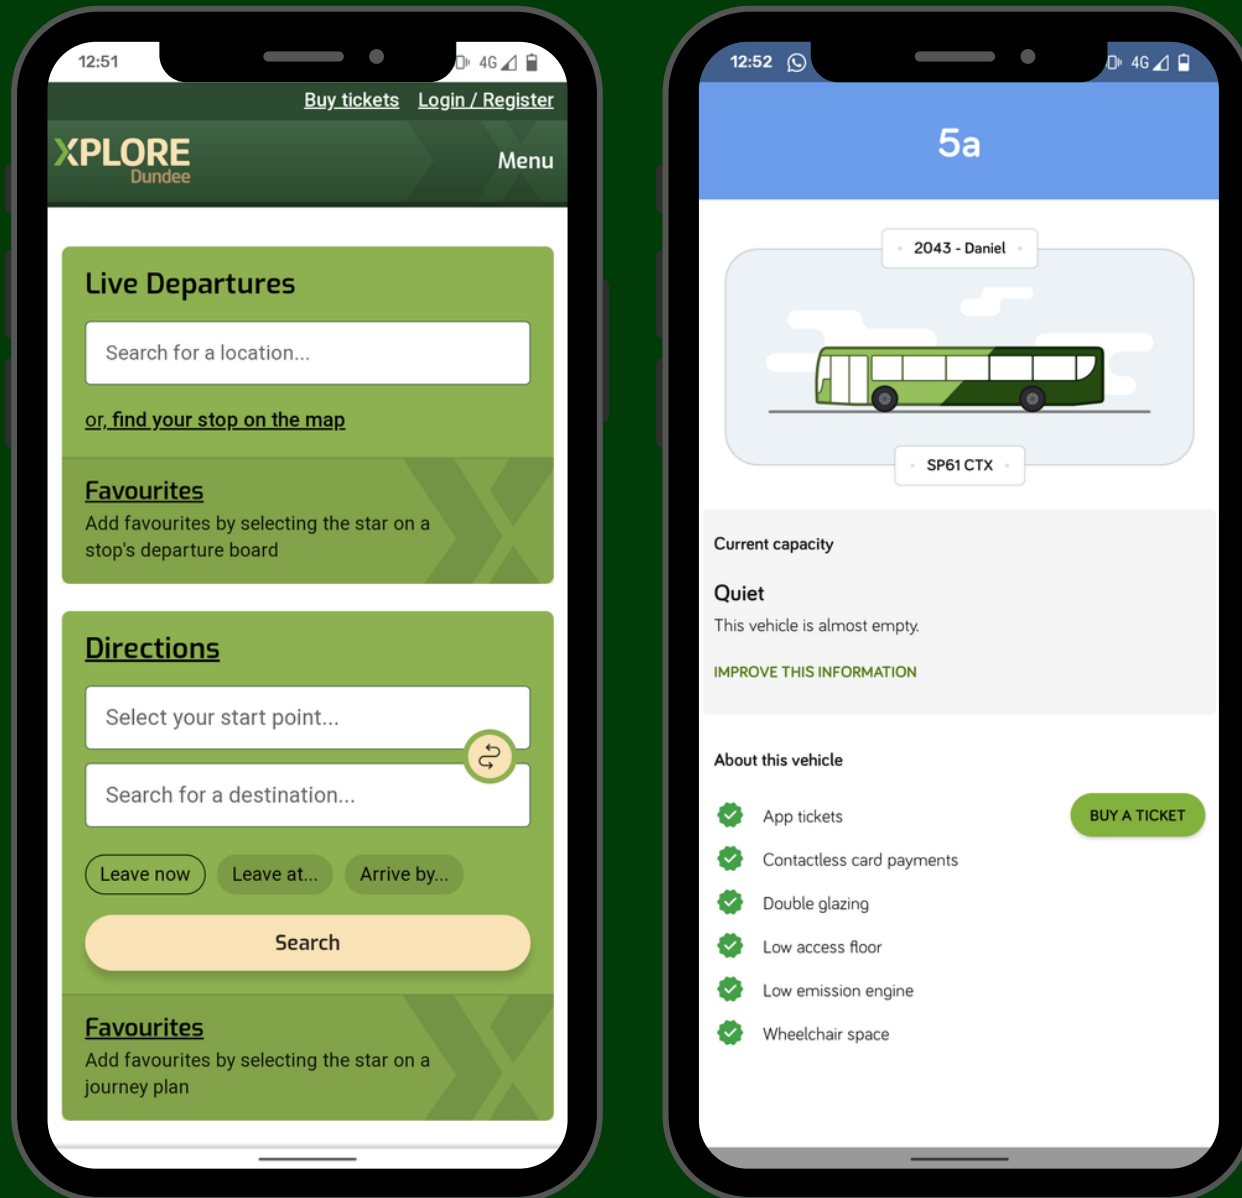 12:51
4G
Buy tickets Login / Register
XPLORE
Dundee
Menu
Live Departures
Search for a location...
or, find your stop on the map
Favourites
Add favourites by selecting the star on a
stop's departure board
Directions
Select your start point...
Search for a destination...
Leave now Leave at... Arrive by...
Search
Favourites
Add favourites by selecting the star on a
journey plan
12:52
4G
5a
2043 - Daniel
SP61 CTX
Current capacity
Quiet
This vehicle is almost empty.
IMPROVE THIS INFORMATION
About this vehicle
App tickets
BUY A TICKET
Contactless card payments
Double glazing
Low access floor
Low emission engine
Wheelchair space